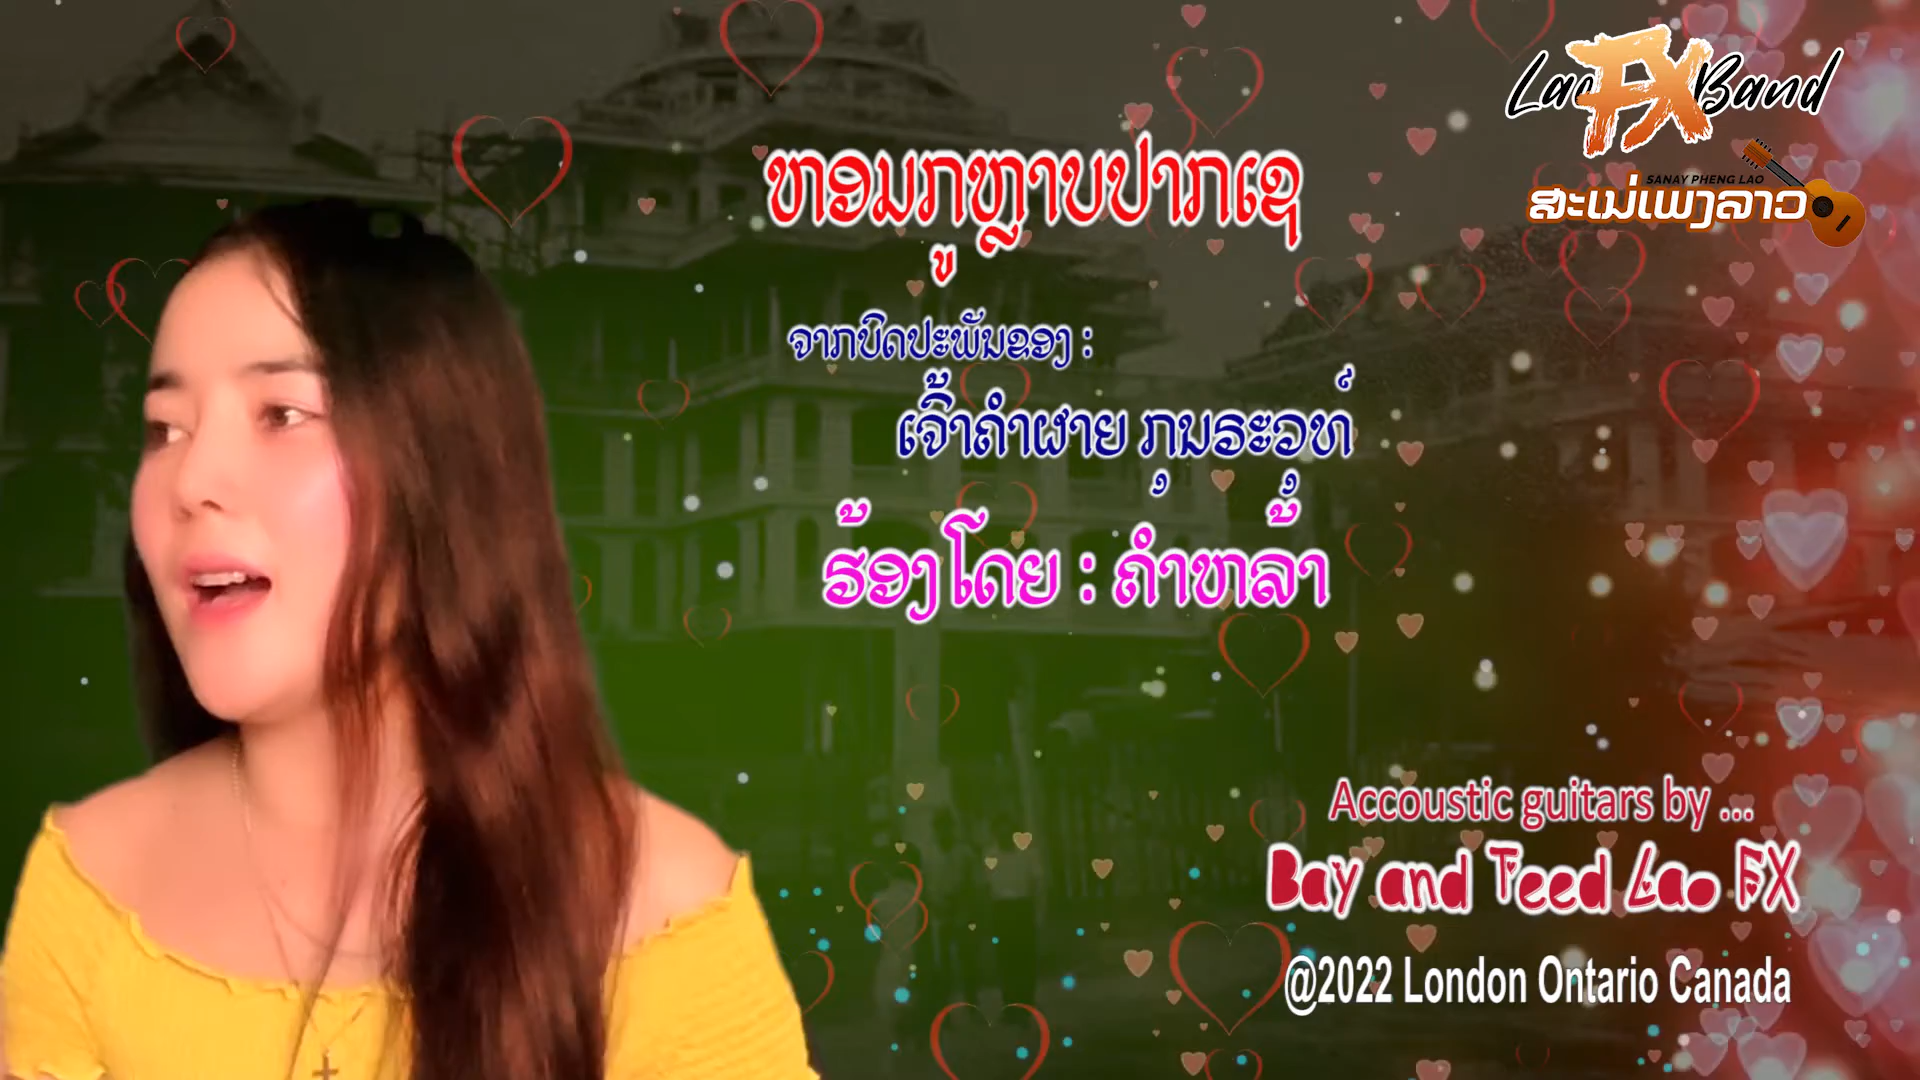 Lao FX Band
SANAY PHENG LAO
ສະເໜ່ເພງລາວ
ຫອມກູຫຼາບປາກເຊ
ຈາກບົດປະພັນຂອງ :
ເຈົ້າຄຳຜາຍ ກຸນຣະວຸທ໌
ຮ້ອງໂດຍ : ຄຳຫລ້າ
Accoustic guitars by ...
Bay and Teed Lao FX
@2022 London Ontario Canada